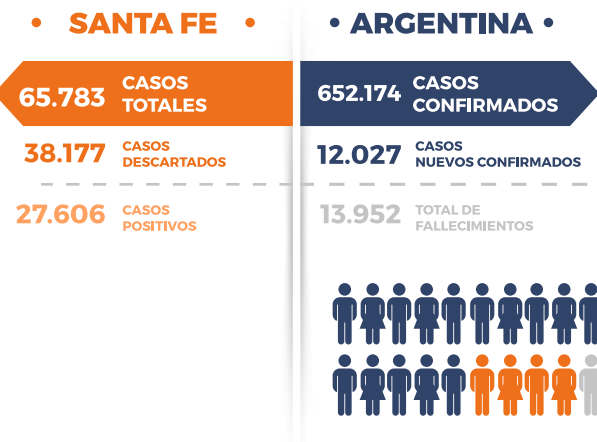 • SANTA FE •
65.783 CASOS
TOTALES
38.177 CASOS
DESCARTADOS
27.606 CASOS
POSITIVOS
• ARGENTINA •
652.174 CASOS
CONFIRMADOS
12.027 CASOS
NUEVOS CONFIRMADOS
13.952 TOTAL DE
FALLECIMIENTOS